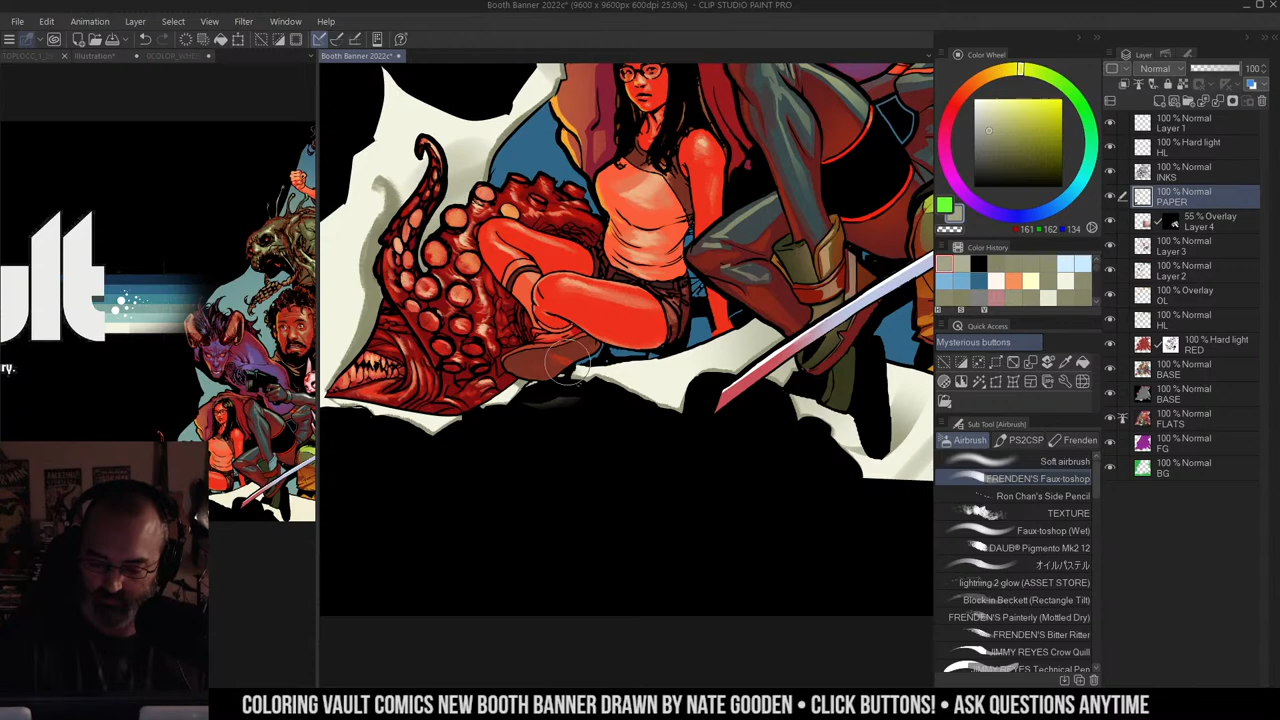 Booth Banner 2022c* (9600 x 9600px 600dpi 25.0%) - CLIP STUDIO PAINT PRO
File Edit Animation Layer Select View Filter Window Help
Illustration* Booth Banner 2022c*
Color Wheel
161 162 134
Color History
H S V
Quick Access
Mysterious buttons
Sub Tool [Airbrush]
Airbrush PS2CSP Frenden
Soft airbrush
FRENDEN'S Faux-toshop
Ron Chan's Side Pencil
TEXTURE
Faux-toshop (Wet)
DAUB® Pigmento Mk2 12
オイルパステル
lightning 2 glow (ASSET STORE)
Block-in Beckett (Rectangle Tilt)
FRENDEN'S Painterly (Mottled Dry)
FRENDEN'S Bitter Ritter
JIMMY REYES Crow Quill
JIMMY REYES Technical Pen
Layer
Normal 100
100 % Normal
Layer 1
100 % Hard light
HL
100 % Normal
INKS
100 % Normal
PAPER
55 % Overlay
Layer 4
100 % Normal
Layer 3
100 % Normal
Layer 2
100 % Overlay
OL
100 % Normal
HL
100 % Hard light
RED
100 % Normal
BASE
100 % Normal
BASE
100 % Normal
FLATS
100 % Normal
FG
100 % Normal
BG
ult
ry.
COLORING VAULT COMICS NEW BOOTH BANNER DRAWN BY NATE GOODEN • CLICK BUTTONS! • ASK QUESTIONS ANYTIME